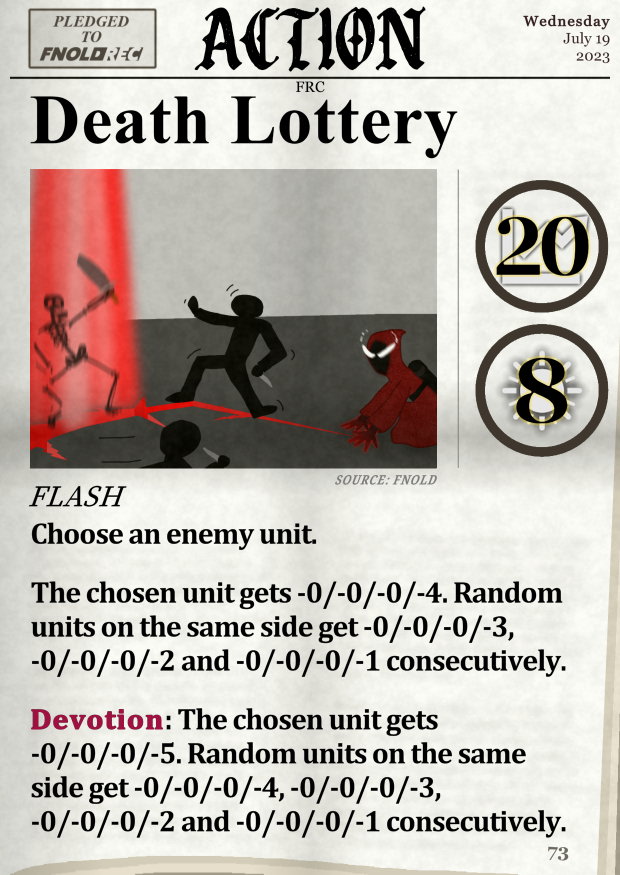 PLEDGED
TO
FNOLDREC
ACTION
Wednesday
July 19
2023
FRC
Death Lottery
20
8
SOURCE: FNOLD
FLASH
Choose an enemy unit.
The chosen unit gets -0/-0/-0/-4. Random
units on the same side get -0/-0/-0/-3,
-0/-0/-0/-2 and -0/-0/-0/-1 consecutively.
Devotion: The chosen unit gets
-0/-0/-0/-5. Random units on the same
side get -0/-0/-0/-4, -0/-0/-0/-3,
-0/-0/-0/-2 and -0/-0/-0/-1 consecutively.
73